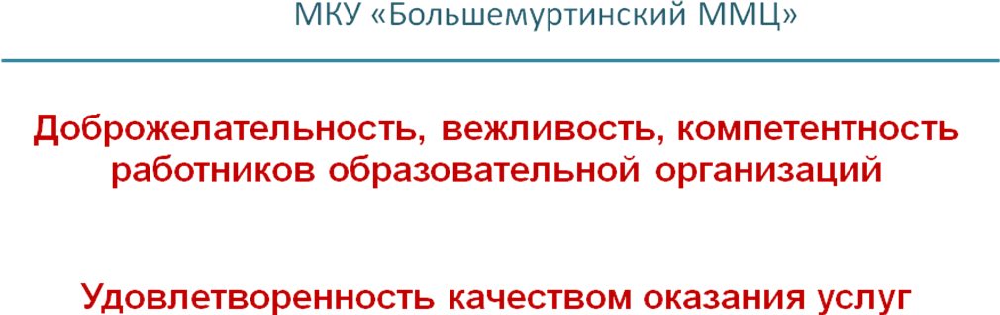 МКУ «Большемуртинский ММЦ»
Доброжелательность, вежливость, компетентность
работников образовательной организаций
Удовлетворенность качеством оказания услуг